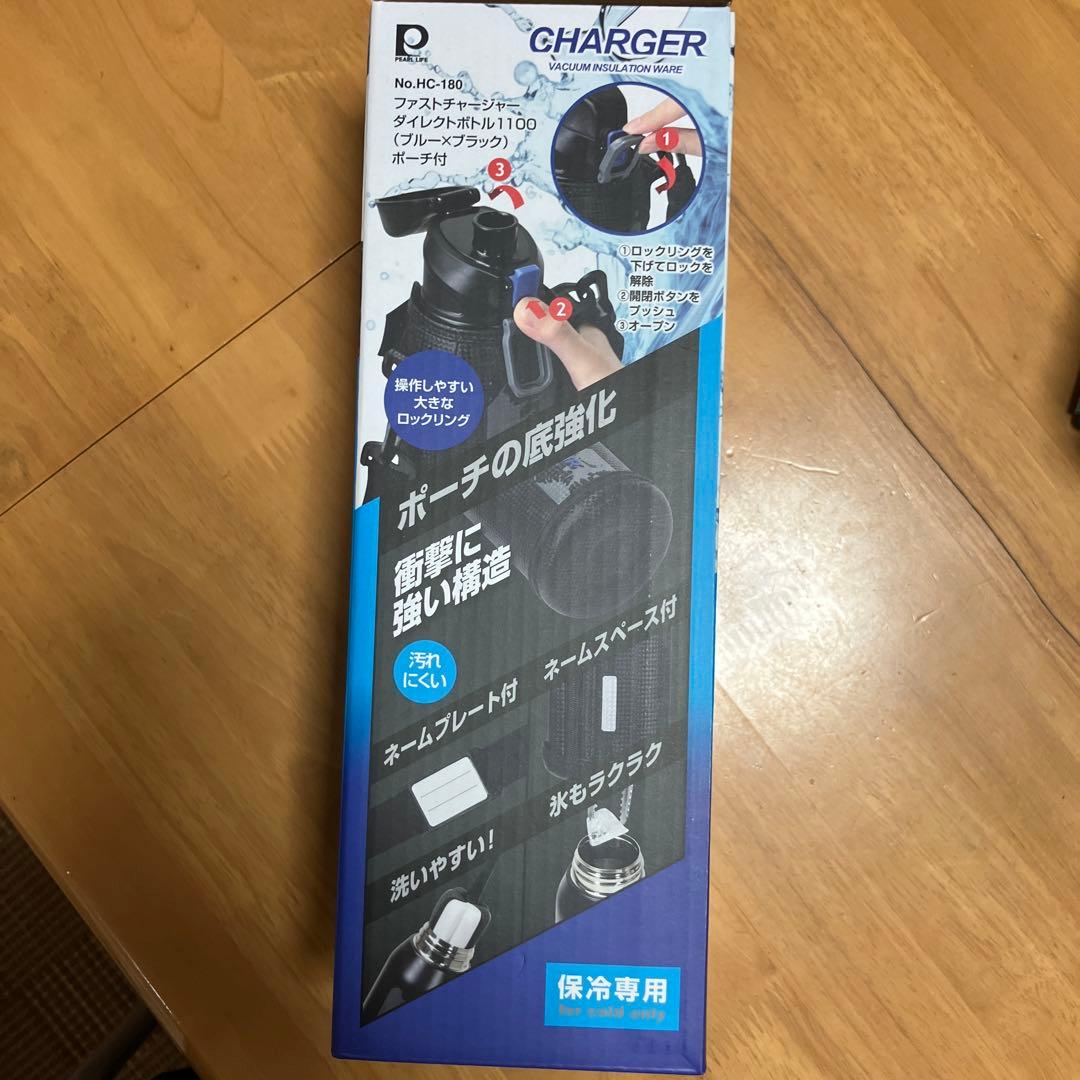 PEARL LIFE
CHARGER
VACUUM INSULATION WARE
No.HC-180
ファストチャージャー
ダイレクトボトル1100
(ブルー×ブラック)
ポーチ付
1
3
2
①ロックリングを
下げてロックを
解除
②開閉ボタンを
プッシュ
③オープン
操作しやすい
大きな
ロックリング
ポーチの底強化
衝撃に
強い構造
汚れ
にくい
ネームスペース付
ネームプレート付
氷もラクラク
洗いやすい!
保冷専用
for cold only